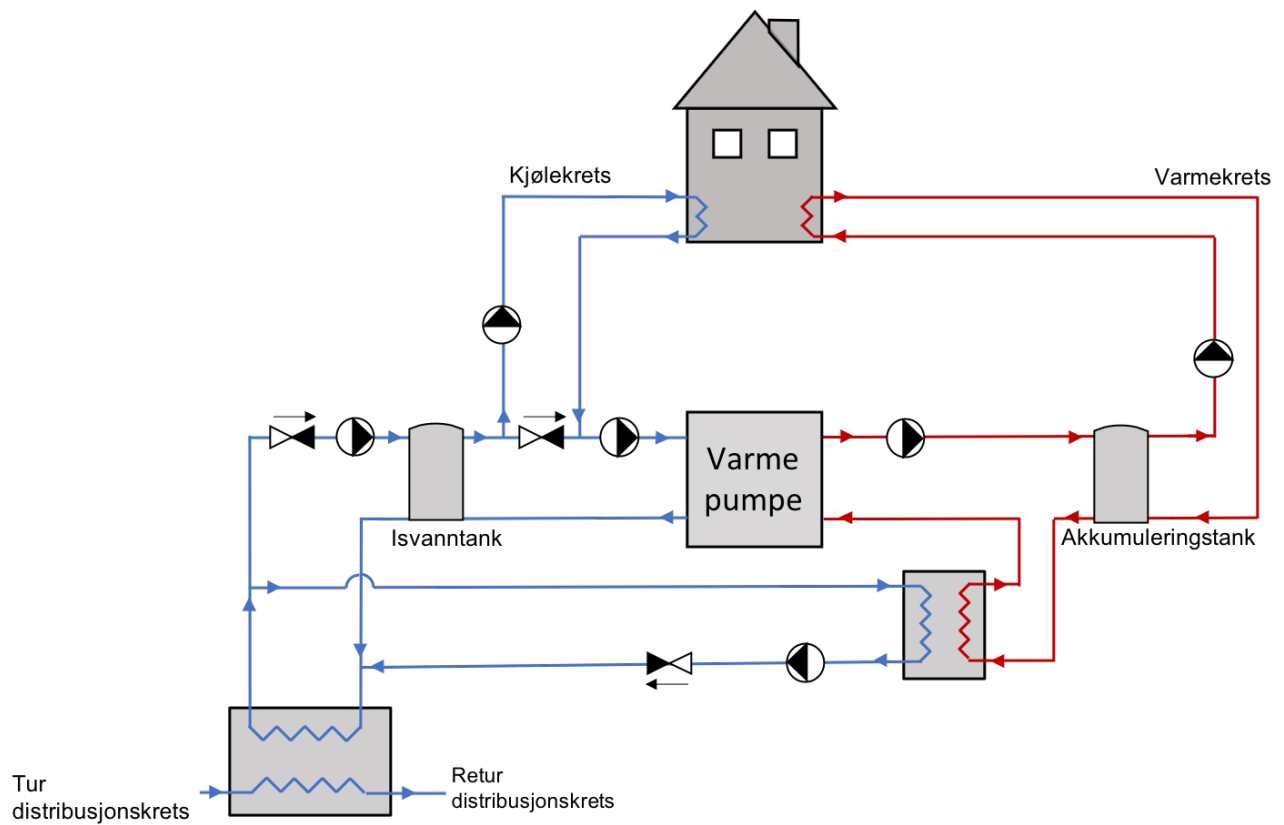 Kjølekrets
Varmekrets
Varme
pumpe
Isvanntank
Akkumuleringstank
Tur
distribusjonskrets
Retur
distribusjonskrets